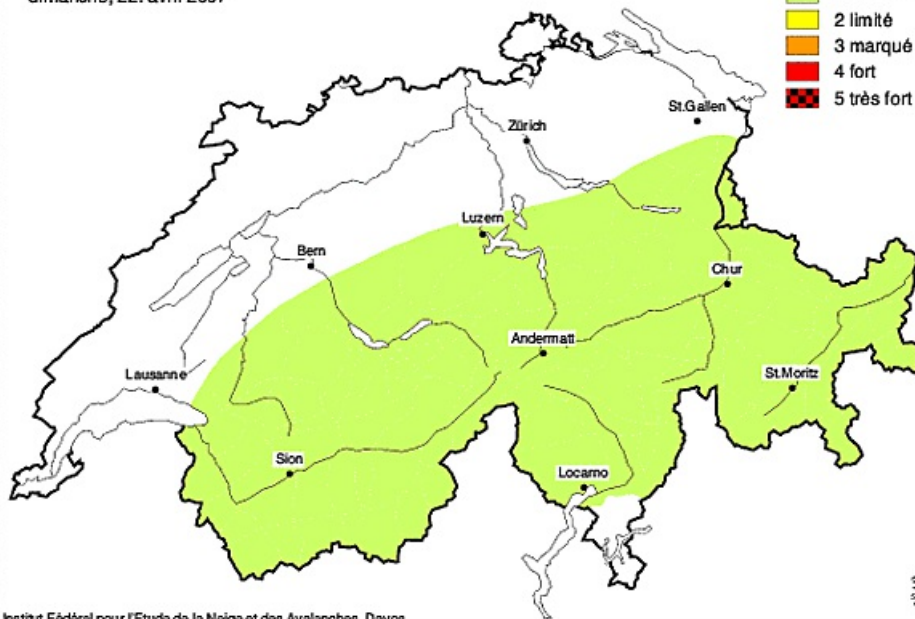 2 limité
3 marqué
4 fort
5 très fort
St.Gallen
Zürich
Luzern
Bern
Chur
Andermatt
Lausanne
St.Moritz
Sion
Locarno